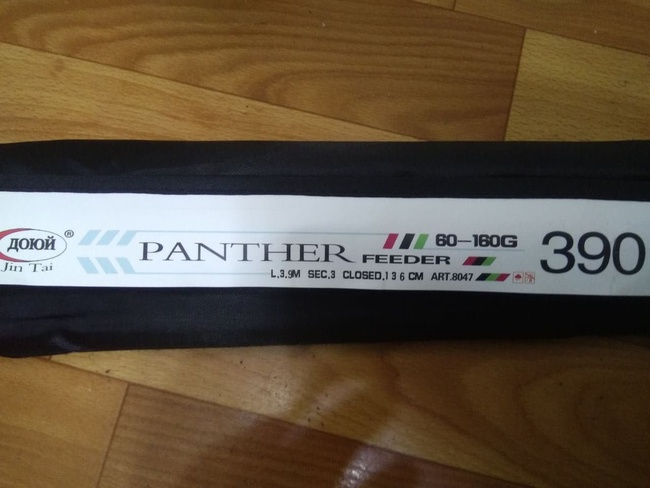 ДОЮЙ®
Jin Tai
PANTHER FEEDER
60-160G
L,3,9M SEC,3 CLOSED,136 CM ART.8047
390